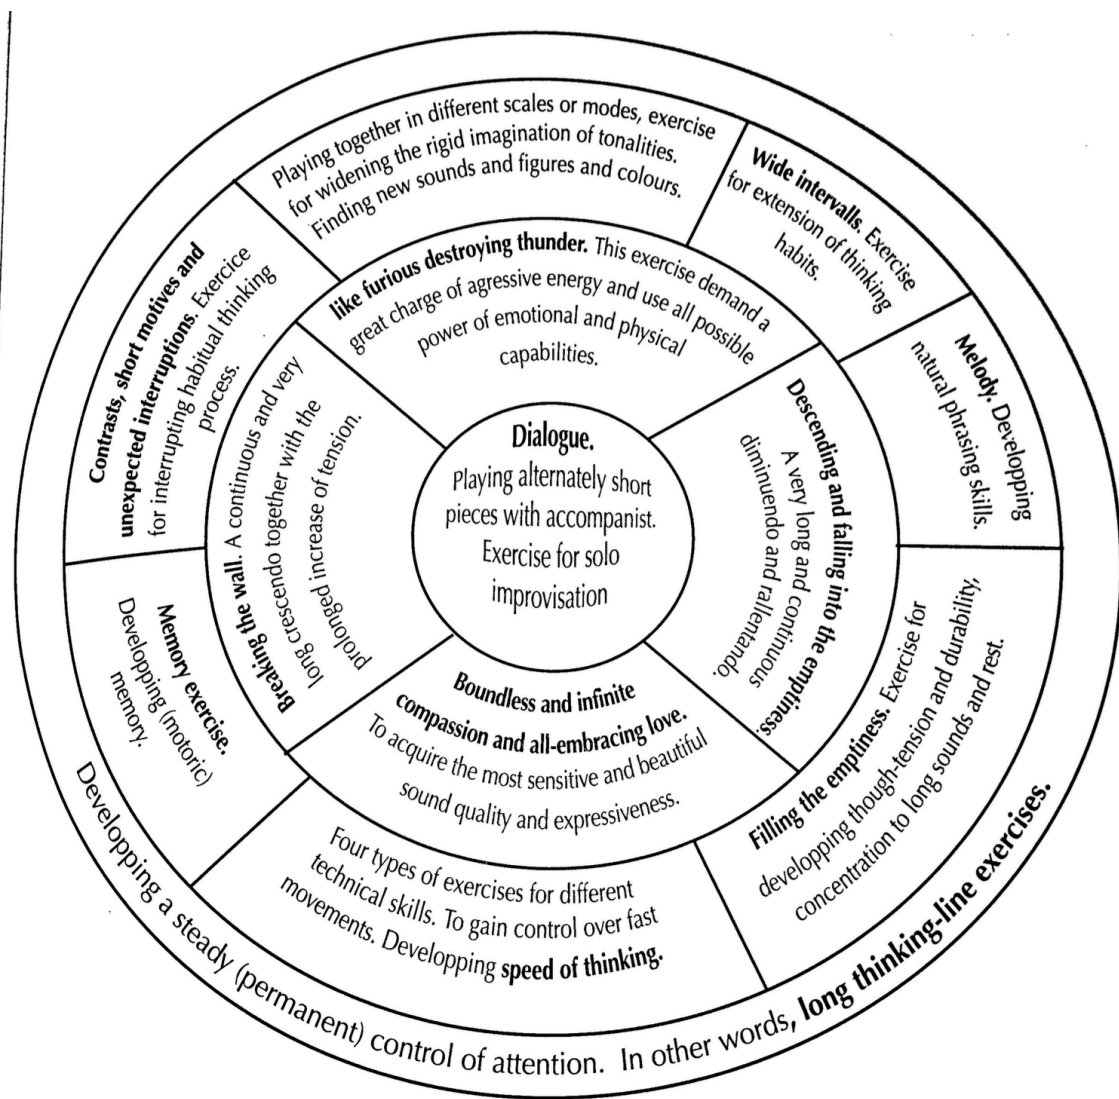 Playing together in different scales or modes, exercise
for widening the rigid imagination of tonalities.
Finding new sounds and figures and colours.
Wide intervalls. Exercise
for extension of thinking
habits.
Melody. Developping
natural phrasing skills.
Filling the emptiness. Exercise for
developping though-tension and durability,
concentration to long sounds and rest.
Four types of exercises for different
technical skills. To gain control over fast
movements. Developping speed of thinking.
Memory exercise.
Developping (motoric)
memory.
Contrasts, short motives and
unexpected interruptions. Exercice
for interrupting habitual thinking
process.
like furious destroying thunder. This exercise demand a
great charge of agressive energy and use all possible
power of emotional and physical
capabilities.
Descending and falling into the empiness.
A very long and continuous
diminuendo and rallentando.
Boundless and infinite
compassion and all-embracing love.
To acquire the most sensitive and beautiful
sound quality and expressiveness.
Breaking the wall. A continuous and very
long crescendo together with the
prolonged increase of tension.
Dialogue.
Playing alternately short
pieces with accompanist.
Exercise for solo
improvisation
Developping a steady (permanent) control of attention. In other words, long thinking-line exercises.